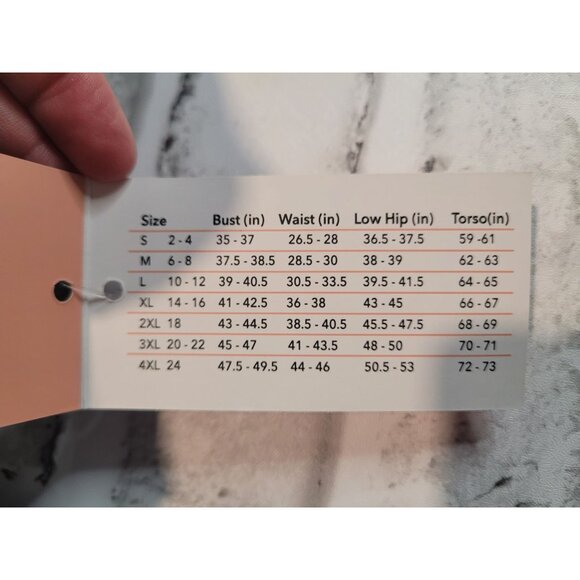 Size Bust (in) Waist (in) Low Hip (in) Torso(in)
S 2 - 4 35 - 37 26.5 - 28 36.5 - 37.5 59 -61
M 6 - 8 37.5 - 38.5 28.5 - 30 38 - 39 62 - 63
L 10 - 12 39 - 40.5 30.5 - 33.5 39.5 - 41.5 64 - 65
XL 14 - 16 41 - 42.5 36 - 38 43 - 45 66 - 67
2XL 18 43 - 44.5 38.5 - 40.5 45.5 - 47.5 68 - 69
3XL 20 - 22 45 - 47 41 - 43.5 48 - 50 70 - 71
4XL 24 47.5 - 49.5 44 - 46 50.5 - 53 72 - 73